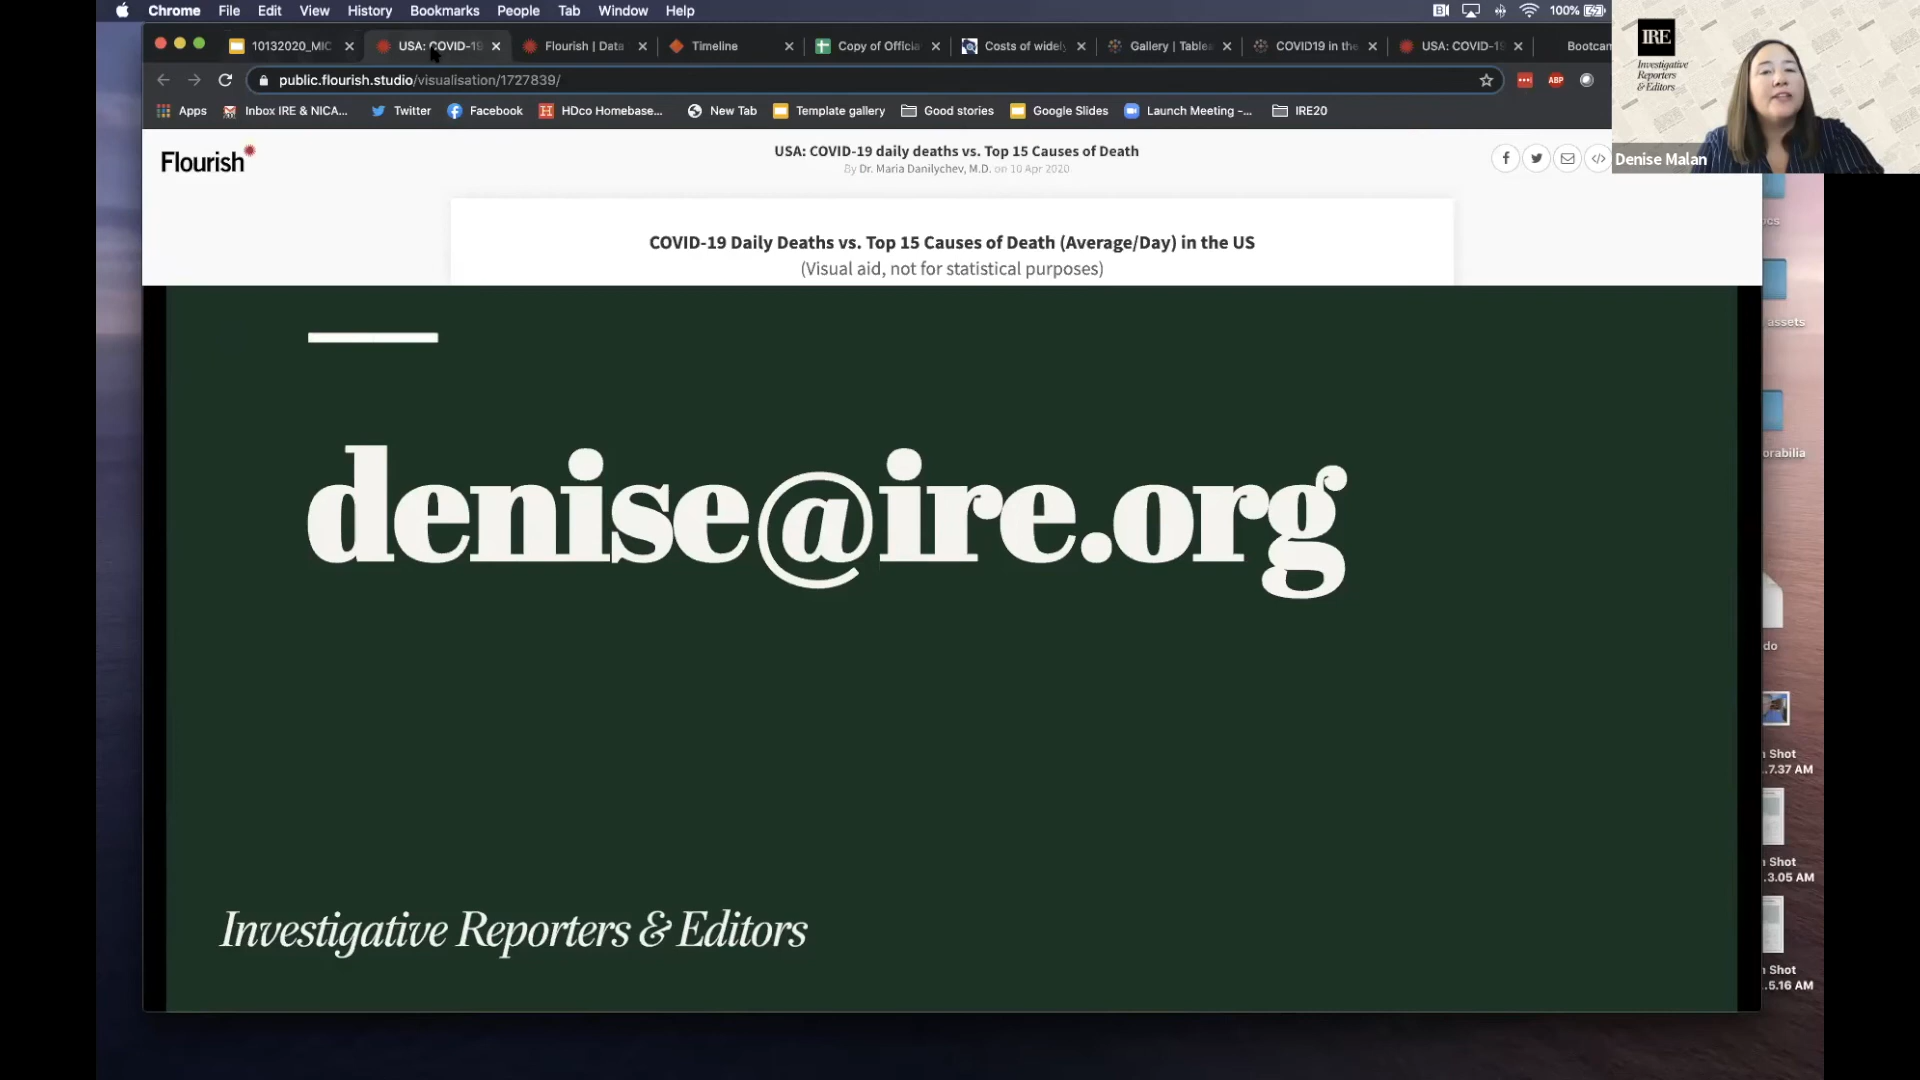 Chrome File Edit View History Bookmarks People Tab Window Help
100%
10132020_MIC
USA: COVID-19
Flourish | Data
Timeline
Copy of Officia
Costs of widely
Gallery | Table
COVID19 in the
USA: COVID-19
Bootcam
public.flourish.studio/visualisation/1727839/
ABP
Apps
Inbox IRE & NICA...
Twitter
Facebook
HDco Homebase...
New Tab
Template gallery
Good stories
Google Slides
Launch Meeting -...
IRE20
IRE
Investigative
Reporters
& Editors
Denise Malan
Flourish
USA: COVID-19 daily deaths vs. Top 15 Causes of Death
By Dr. Maria Danilychev, M.D. on 10 Apr 2020
COVID-19 Daily Deaths vs. Top 15 Causes of Death (Average/Day) in the US
(Visual aid, not for statistical purposes)
denise@ire.org
Investigative Reporters & Editors
assets
do
Shot
..7.37 AM
Shot
..3.05 AM
Shot
..5.16 AM